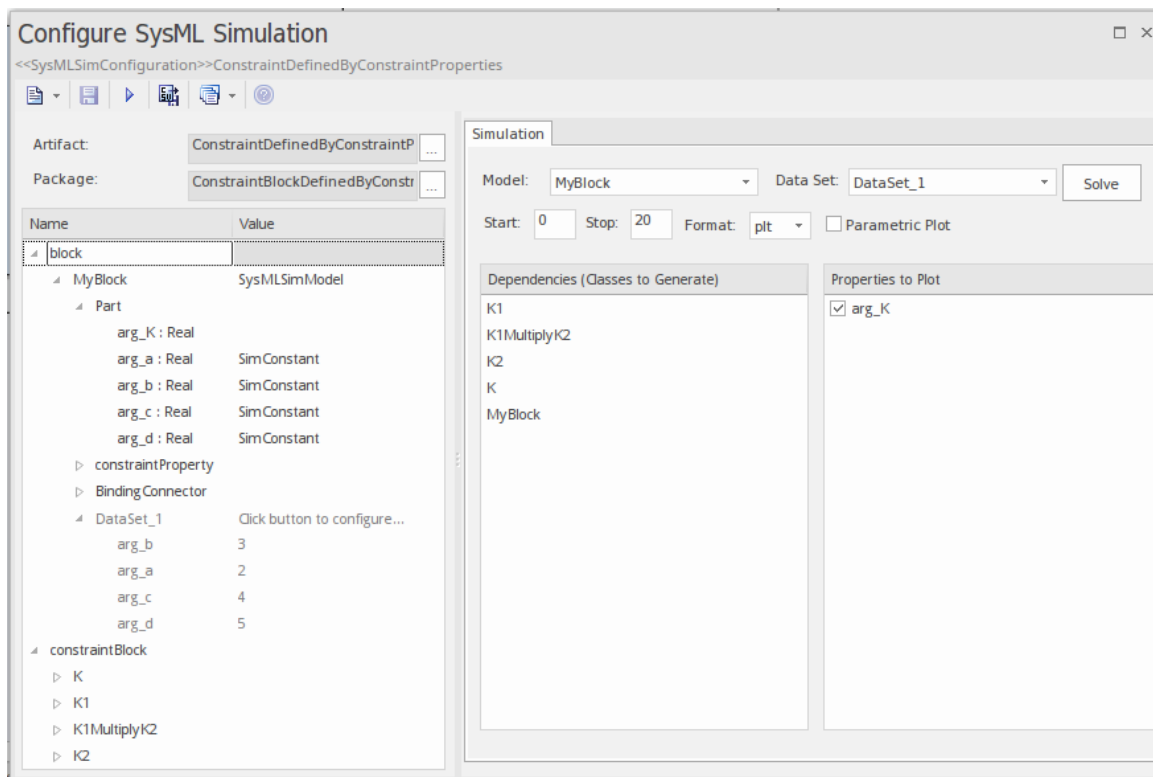 Configure SysML Simulation
<<SysMLSimConfiguration>>ConstraintDefinedByConstraintProperties
Artifact: ConstraintDefinedByConstraintP ...
Package: ConstraintBlockDefinedByConstr ...
Name Value
block
MyBlock SysMLSimModel
Part
arg_K : Real
arg_a : Real SimConstant
arg_b : Real SimConstant
arg_c : Real SimConstant
arg_d : Real SimConstant
constraintProperty
BindingConnector
DataSet_1 Click button to configure...
arg_b 3
arg_a 2
arg_c 4
arg_d 5
constraintBlock
K
K1
K1MultiplyK2
K2
Simulation
Model: MyBlock Data Set: DataSet_1 Solve
Start: 0 Stop: 20 Format: plt Parametric Plot
Dependencies (Classes to Generate)
K1
K1MultiplyK2
K2
K
MyBlock
Properties to Plot
arg_K